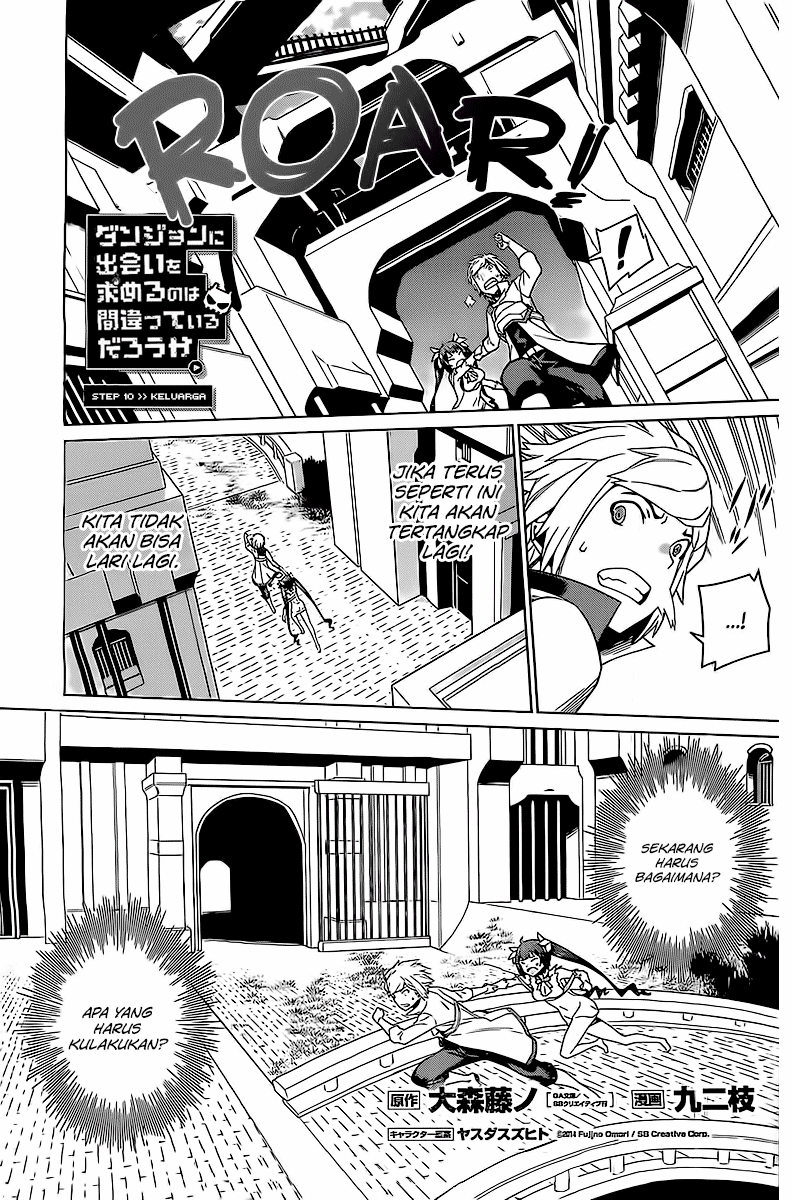 ROAR!
ダンジョンに
出会いを
求めるのは
間違っている
だろうか
STEP 10 >> KELUARGA
!
JIKA TERUS
SEPERTI INI
KITA AKAN
TERTANGKAP
LAGI!
...!
KITA TIDAK
AKAN BISA
LARI LAGI.
SEKARANG
HARUS
BAGAIMANA?
APA YANG
HARUS
KULAKUKAN?
原作 大森藤ノ [GA文庫/
SBクリエイティブ刊] 漫画 九二枝
キャラクター原案 ヤスダスズヒト ©2014 Fujino Omori / SB Creative Corp.